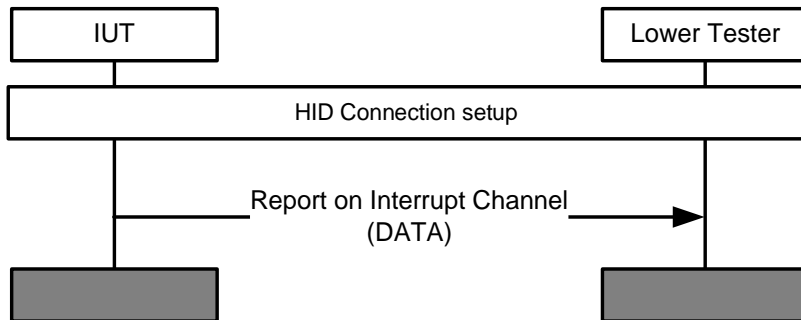 IUT
Lower Tester
HID Connection setup
Report on Interrupt Channel
(DATA)